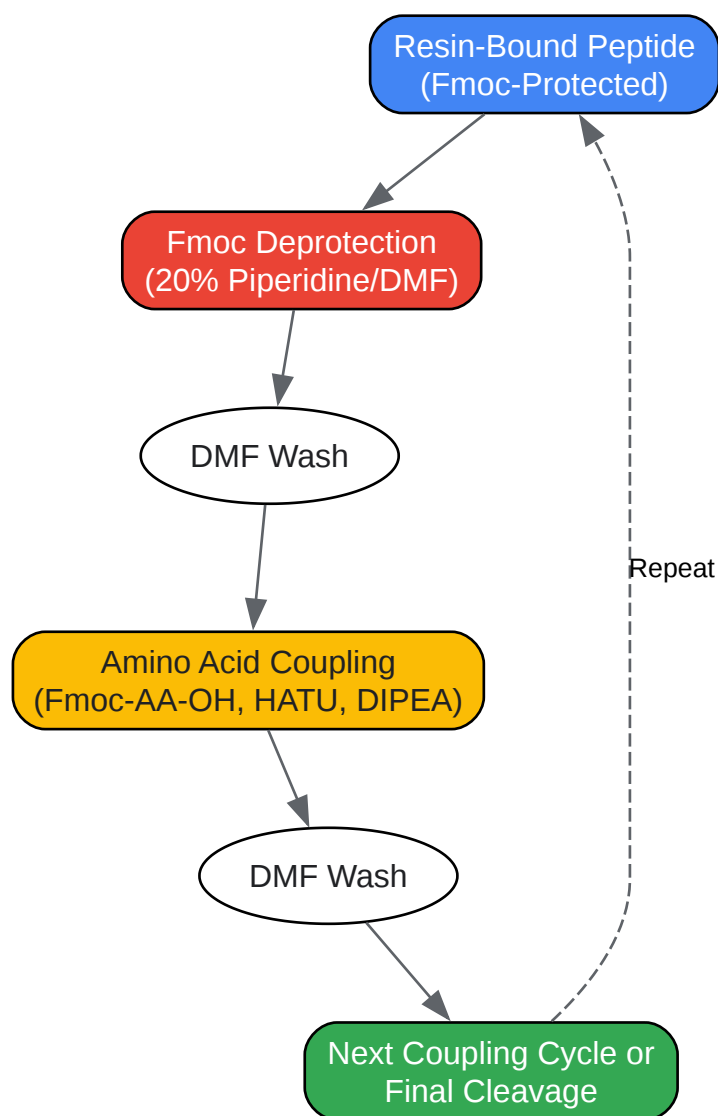 Resin-Bound Peptide
(Fmoc-Protected)
Fmoc Deprotection
(20% Piperidine/DMF)
DMF Wash
Repeat
Amino Acid Coupling
(Fmoc-AA-OH, HATU, DIPEA)
DMF Wash
Next Coupling Cycle or
Final Cleavage